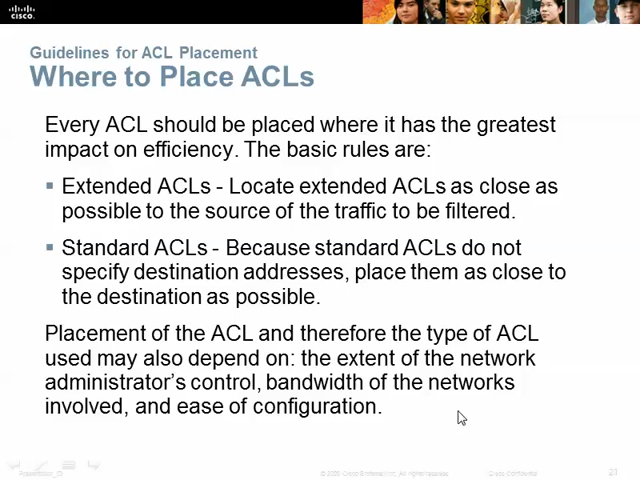 CISCO
Guidelines for ACL Placement
Where to Place ACLs
Every ACL should be placed where it has the greatest
impact on efficiency. The basic rules are:
▪ Extended ACLs - Locate extended ACLs as close as
possible to the source of the traffic to be filtered.
▪ Standard ACLs - Because standard ACLs do not
specify destination addresses, place them as close to
the destination as possible.
Placement of the ACL and therefore the type of ACL
used may also depend on: the extent of the network
administrator's control, bandwidth of the networks
involved, and ease of configuration.
Presentation_ID
Cisco Systems, Inc. All rights reserved.
Cisco Confidential
21